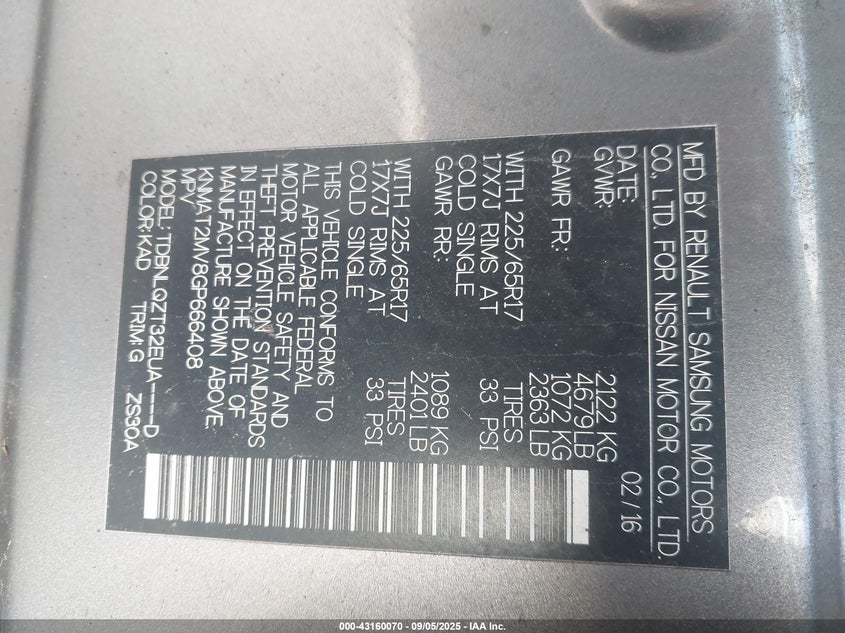 MFD BY RENAULT SAMSUNG MOTORS
CO., LTD. FOR NISSAN MOTOR CO., LTD.
DATE: 02/16
GVWR: 2122 KG
4679LB
GAWR FR: 1072 KG
2363 LB
WITH 225/65R17 TIRES
17X7J RIMS AT 33 PSI
COLD SINGLE
GAWR RR: 1089 KG
2401 LB
WITH 225/65R17 TIRES
17X7J RIMS AT 33 PSI
COLD SINGLE
THIS VEHICLE CONFORMS TO
ALL APPLICABLE FEDERAL
MOTOR VEHICLE SAFETY AND
THEFT PREVENTION STANDARDS
IN EFFECT ON THE DATE OF
MANUFACTURE SHOWN ABOVE.
KNMAT2MV8GP666408
MPV
MODEL: TDBNLQZT32EUA----D
COLOR: KAD TRIM: G ZS30A
000-43160070 - 09/05/2025 - IAA Inc.